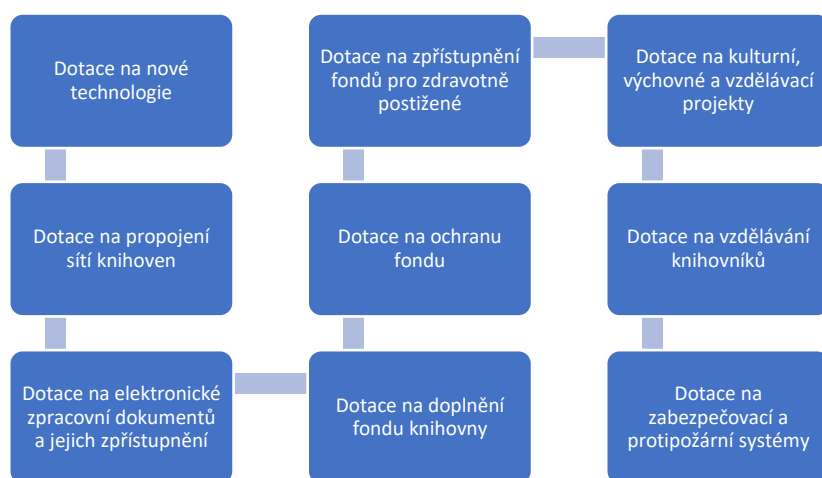 Dotace na nové
technologie
Dotace na propojení
sítí knihoven
Dotace na elektronické
zpracovní dokumentů
a jejich zpřístupnění
Dotace na doplnění
fondu knihovny
Dotace na ochranu
fondu
Dotace na zpřístupnění
fondů pro zdravotně
postižené
Dotace na kulturní,
výchovné a vzdělávací
projekty
Dotace na vzdělávání
knihovníků
Dotace na
zabezpečovací a
protipožární systémy